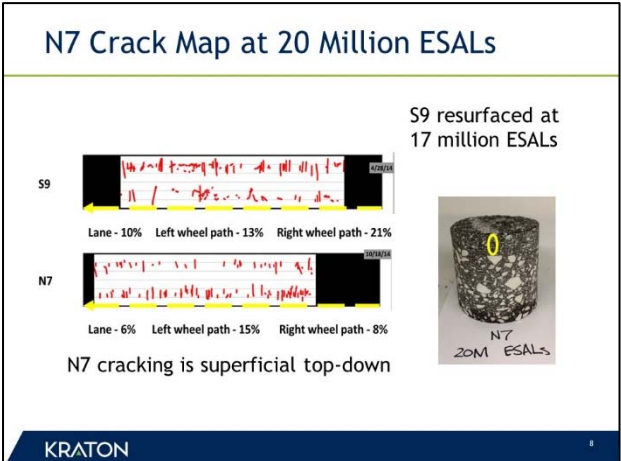 N7 Crack Map at 20 Million ESALs
S9 resurfaced at
17 million ESALs
4/28/14
S9
Lane - 10% Left wheel path - 13% Right wheel path - 21%
10/18/14
N7
Lane - 6% Left wheel path - 15% Right wheel path - 8%
N7 cracking is superficial top-down
N7
20M ESALs
KRATON
8